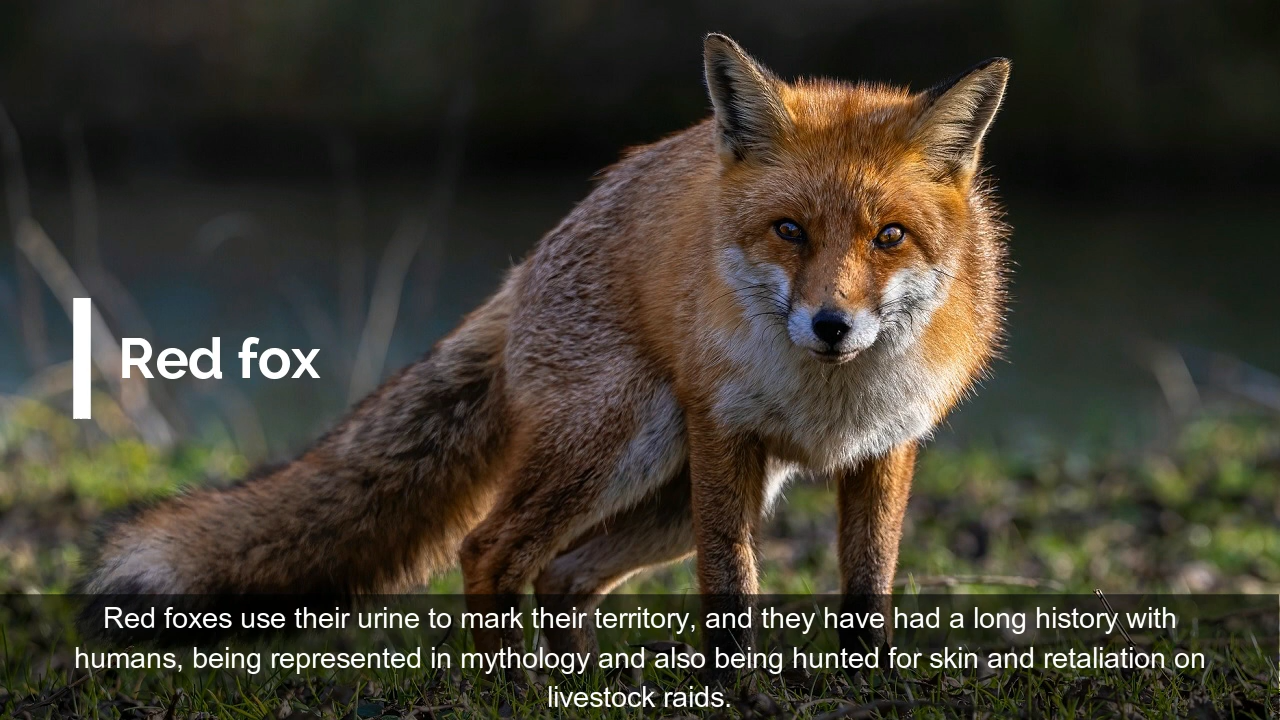 Red fox
Red foxes use their urine to mark their territory, and they have had a long history with
humans, being represented in mythology and also being hunted for skin and retaliation on
livestock raids.